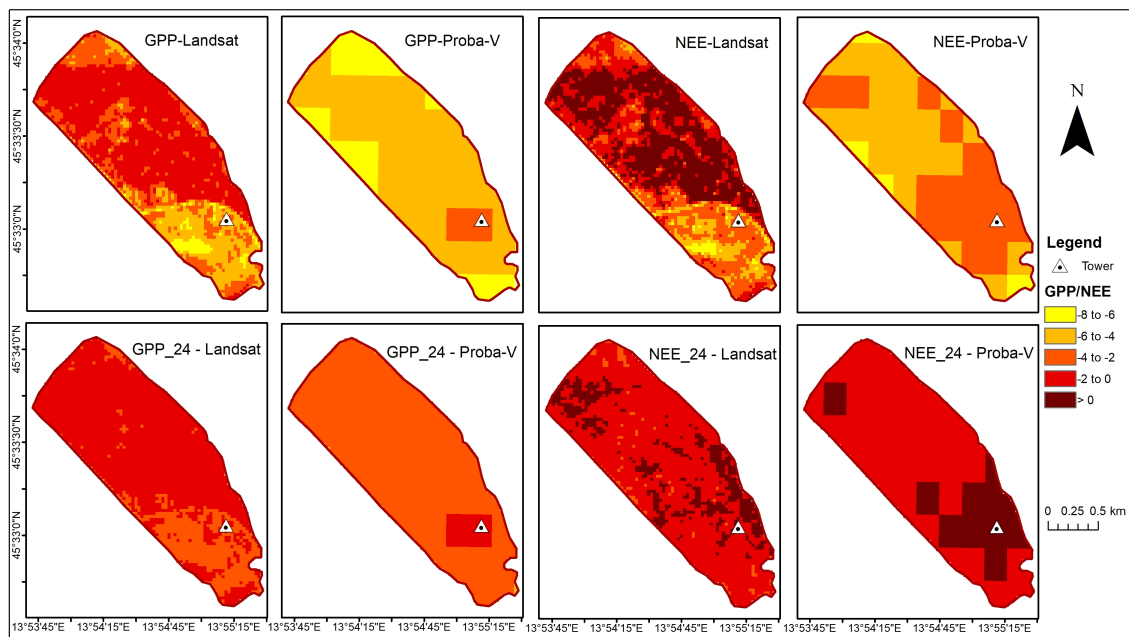 GPP-Landsat
GPP-Proba-V
NEE-Landsat
NEE-Proba-V
45°34'0"N
45°33'30"N
45°33'0"N
N
Legend
Tower
GPP/NEE
-8 to -6
-6 to -4
-4 to -2
-2 to 0
> 0
GPP_24 - Landsat
GPP_24 - Proba-V
NEE_24 - Landsat
NEE_24 - Proba-V
45°34'0"N
45°33'30"N
45°33'0"N
0 0.25 0.5 km
13°53'45"E 13°54'15"E 13°54'45"E 13°55'15"E
13°53'45"E 13°54'15"E 13°54'45"E 13°55'15"E
13°53'45"E 13°54'15"E 13°54'45"E 13°55'15"E
13°53'45"E 13°54'15"E 13°54'45"E 13°55'15"E